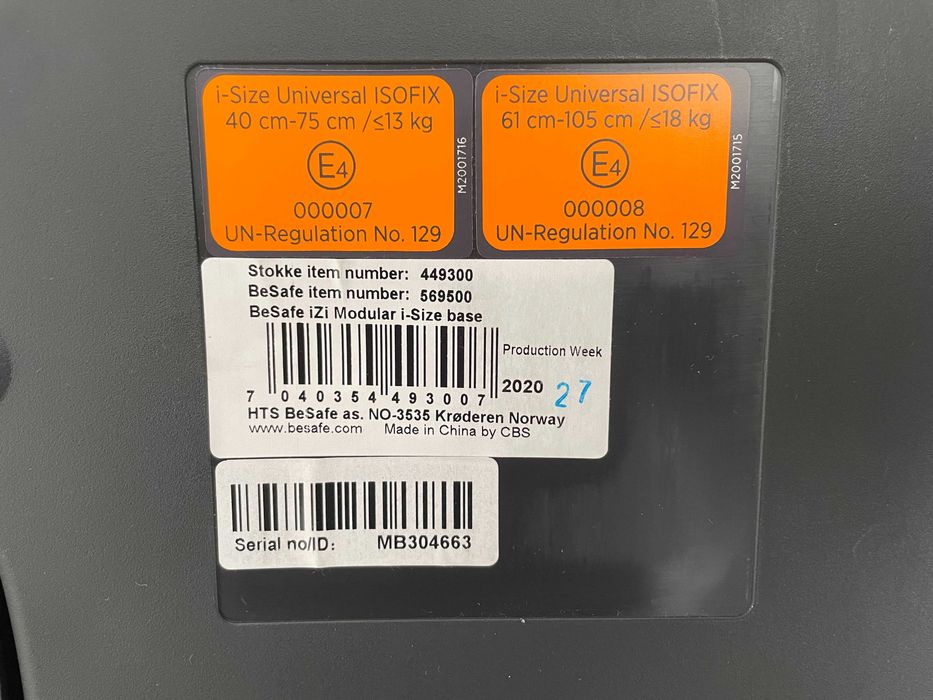 i-Size Universal ISOFIX
40 cm-75 cm /≤13 kg
E4
000007
UN-Regulation No. 129
M2001716
i-Size Universal ISOFIX
61 cm-105 cm /≤18 kg
E4
000008
UN-Regulation No. 129
M2001715
Stokke item number: 449300
BeSafe item number: 569500
BeSafe iZi Modular i-Size base
Production Week
7 040354 493007
2020 27
HTS BeSafe as. NO-3535 Krøderen Norway
www.besafe.com Made in China by CBS
Serial no/ID: MB304663